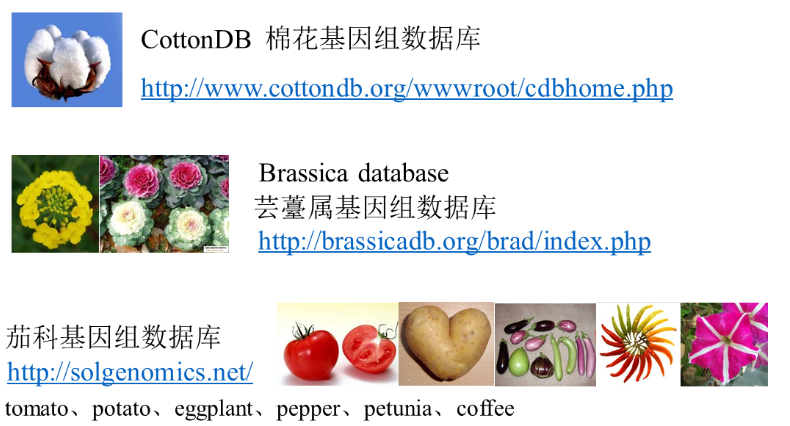 CottonDB 棉花基因组数据库
http://www.cottondb.org/wwwroot/cdbhome.php
Brassica database
芸薹属基因组数据库
http://brassicadb.org/brad/index.php
茄科基因组数据库
http://solgenomics.net/
tomato、potato、eggplant、pepper、petunia、coffee